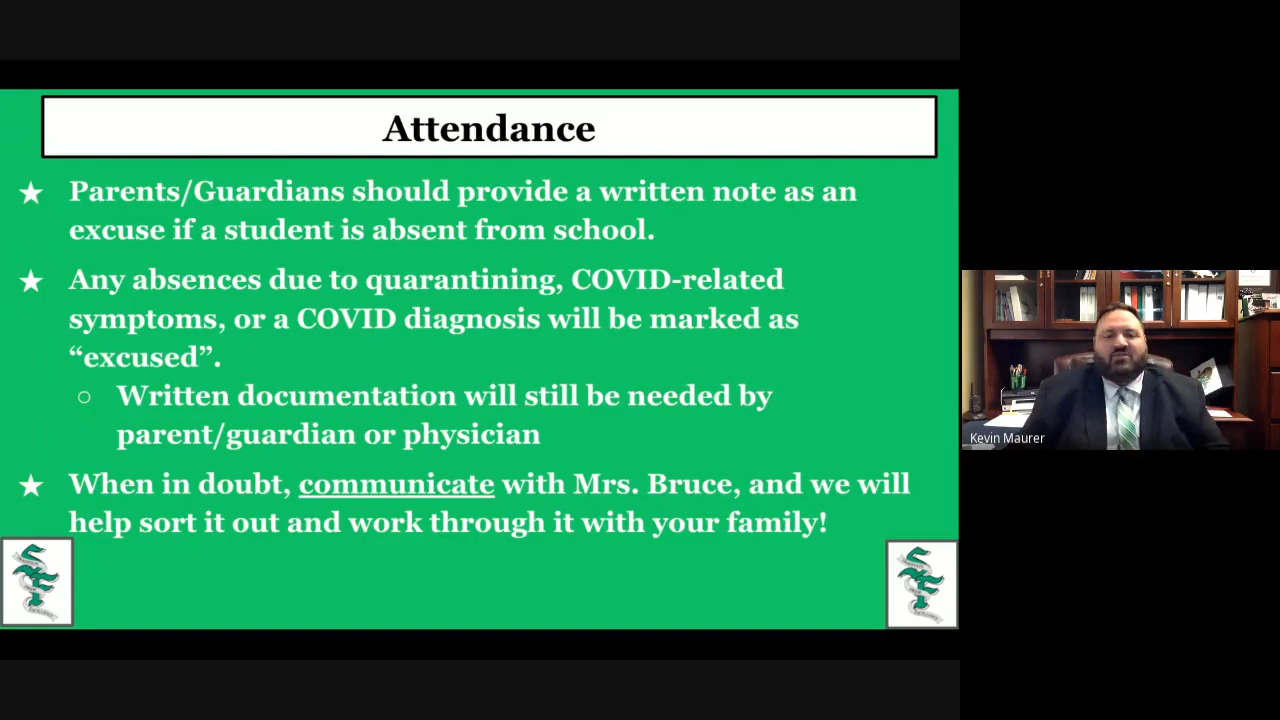 Attendance
★ Parents/Guardians should provide a written note as an
excuse if a student is absent from school.
★ Any absences due to quarantining, COVID-related
symptoms, or a COVID diagnosis will be marked as
“excused”.
○ Written documentation will still be needed by
parent/guardian or physician
★ When in doubt, communicate with Mrs. Bruce, and we will
help sort it out and work through it with your family!
Kevin Maurer